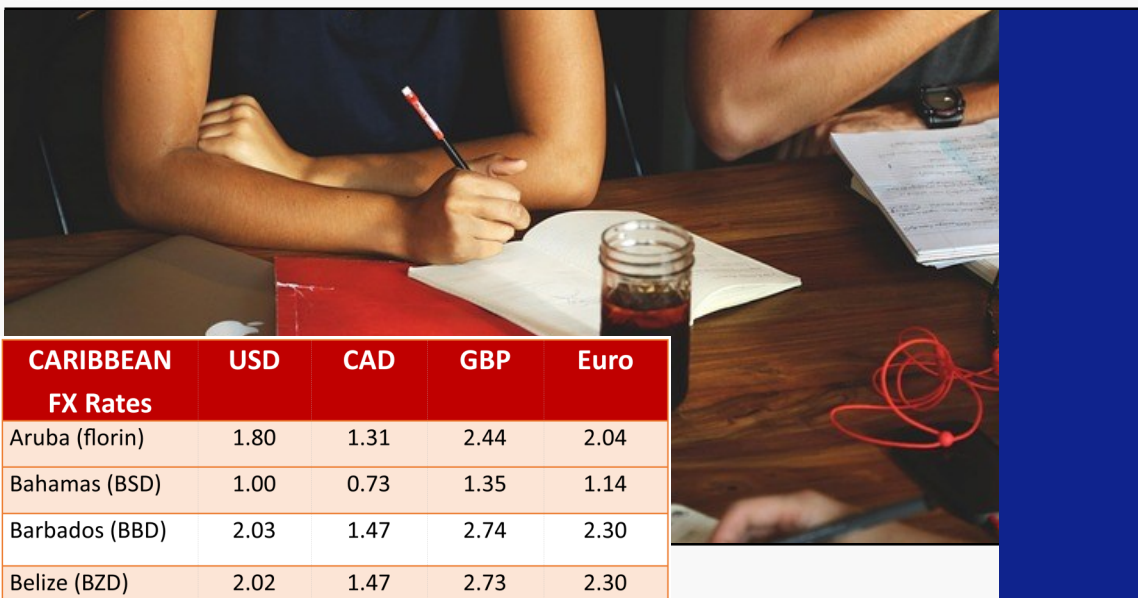 CARIBBEAN FX Rates USD CAD GBP Euro
Aruba (florin) 1.80 1.31 2.44 2.04
Bahamas (BSD) 1.00 0.73 1.35 1.14
Barbados (BBD) 2.03 1.47 2.74 2.30
Belize (BZD) 2.02 1.47 2.73 2.30